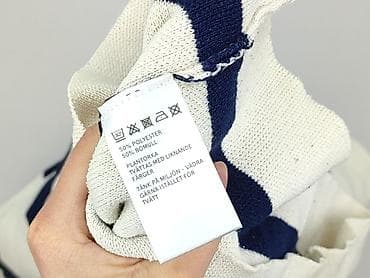 50% POLYESTER
50% BOMULL
PLANTORKA
TVÄTTAS MED LIKNANDE
FÄRGER
TÄNK PÅ MILJÖN - VÄDRA
GÄRNA ISTÄLLET FÖR
TVÄTT